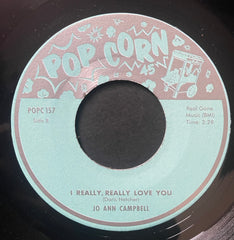 POP CORN
45
POPC157
Side B
Real Gone
Music (BMI)
Time: 2:29
I REALLY, REALLY LOVE YOU
(Doris Hatcher)
JO ANN CAMPBELL